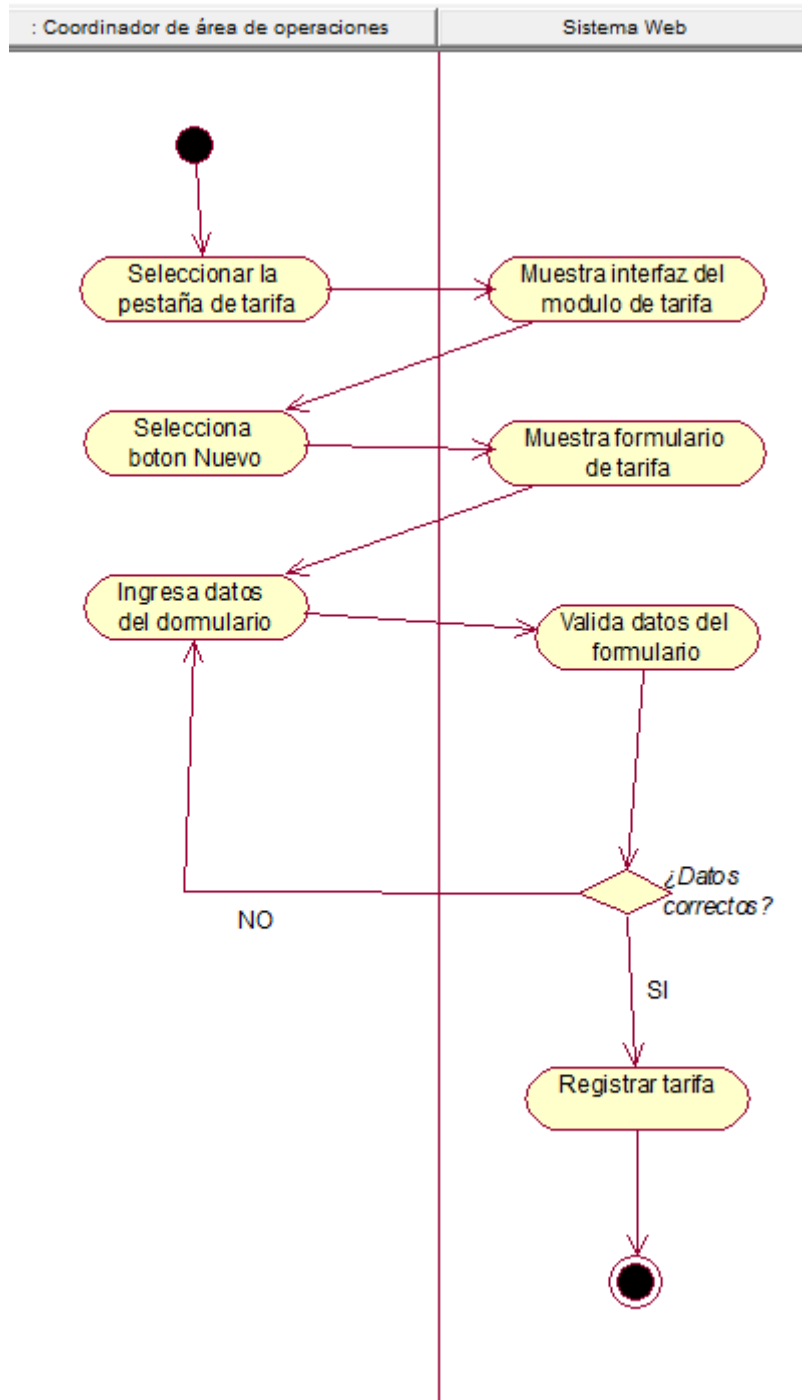 : Coordinador de área de operaciones
Sistema Web
Seleccionar la
pestaña de tarifa
Muestra interfaz del
modulo de tarifa
Selecciona
boton Nuevo
Muestra formulario
de tarifa
Ingresa datos
del dormulario
Valida datos del
formulario
¿Datos
correctos?
NO
SI
Registrar tarifa